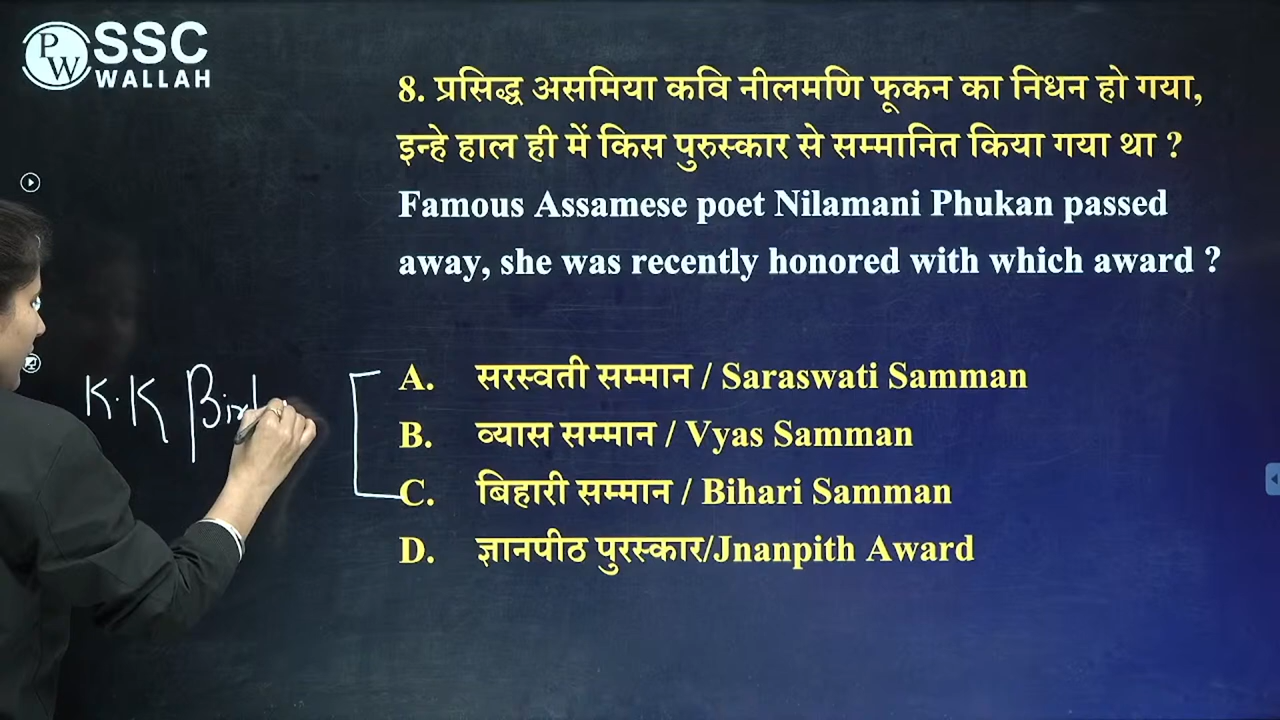 PW SSC
WALLAH
8. प्रसिद्ध असमिया कवि नीलमणि फूकन का निधन हो गया,
इन्हे हाल ही में किस पुरुस्कार से सम्मानित किया गया था ?
Famous Assamese poet Nilamani Phukan passed
away, she was recently honored with which award ?
K.K Birl
A. सरस्वती सम्मान / Saraswati Samman
B. व्यास सम्मान / Vyas Samman
C. बिहारी सम्मान / Bihari Samman
D. ज्ञानपीठ पुरस्कार/Jnanpith Award